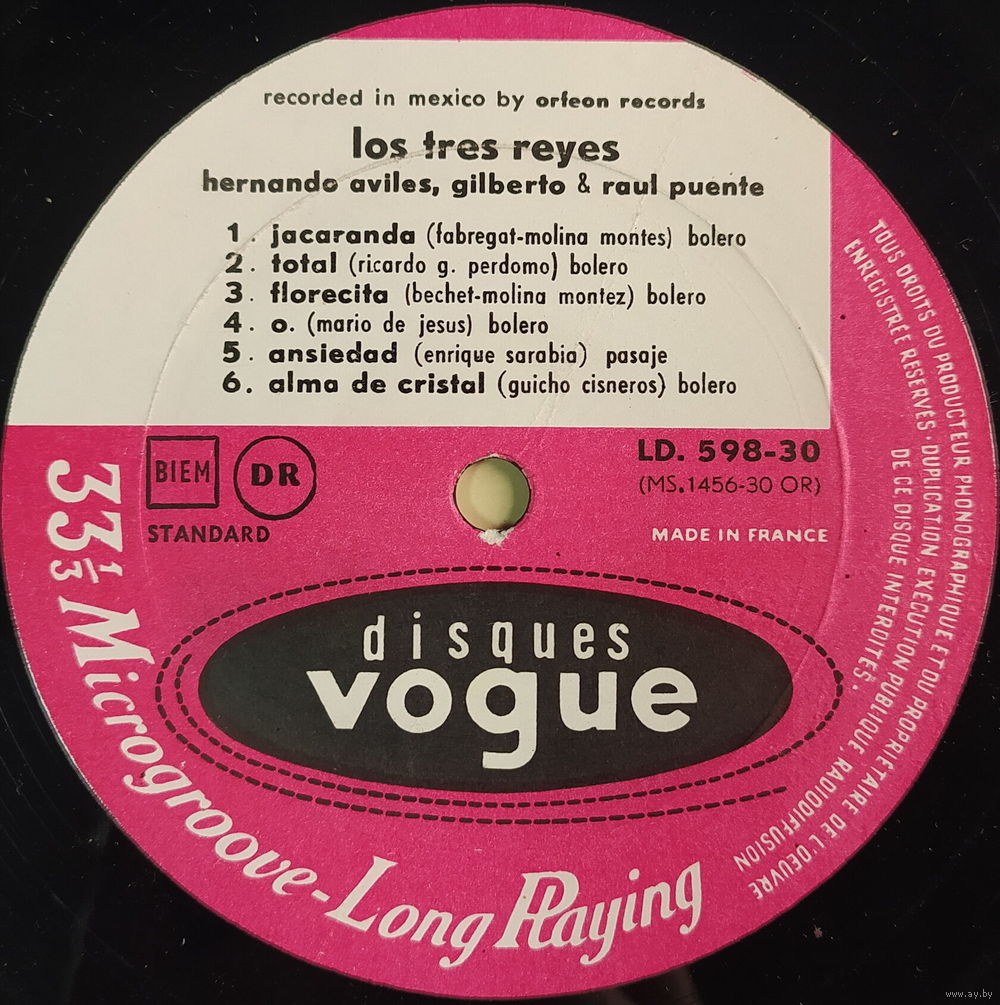 recorded in mexico by orfeon records
los tres reyes
hernando aviles, gilberto & raul puente
1. jacaranda (fabregat-molina montes) bolero
2. total (ricardo g. perdomo) bolero
3. florecita (bechet-molina montez) bolero
4. o. (mario de jesus) bolero
5. ansiedad (enrique sarabia) pasaje
6. alma de cristal (guicho cisneros) bolero
BIEM DR
STANDARD
LD. 598-30
(MS.1456-30 OR)
MADE IN FRANCE
disques
vogue
33⅓ Microgroove-Long Playing
TOUS DROITS DU PRODUCTEUR PHONOGRAPHIQUE ET DU PROPRIETAIRE DE L'OEUVRE
ENREGISTRÉE RESERVÉS · DUPLICATION, EXÉCUTION PUBLIQUE, RADIODIFFUSION
DE CE DISQUE INTERDITES.
www.ay.by